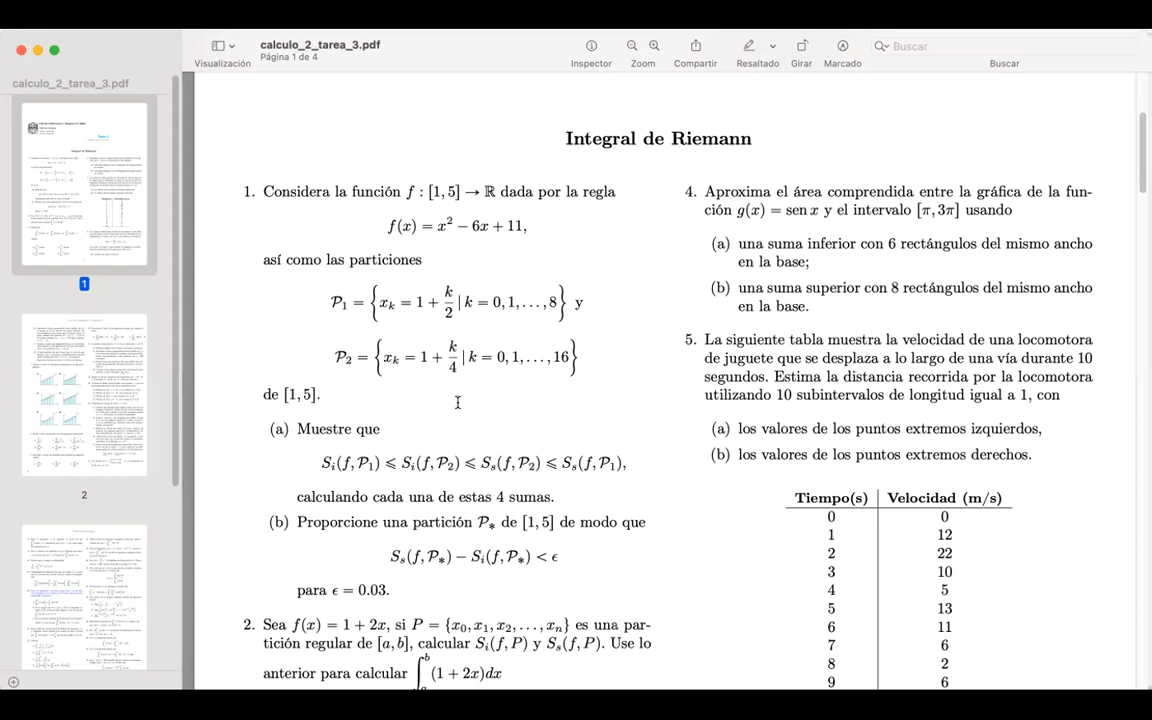 calculo_2_tarea_3.pdf
Página 1 de 4
Visualización
Inspector
Zoom
Compartir
Resaltado
Girar
Marcado
Buscar
Buscar
calculo_2_tarea_3.pdf
1
2
Integral de Riemann
1. Considera la función f : [1, 5] → ℝ dada por la regla
f(x) = x² − 6x + 11,
así como las particiones
𝒫₁ = { xₖ = 1 + k/2 | k = 0, 1, . . . , 8 } y
𝒫₂ = { xₖ = 1 + k/4 | k = 0, 1, . . . , 16 }
de [1, 5].
(a) Muestre que
Sᵢ(f, 𝒫₁) ⩽ Sᵢ(f, 𝒫₂) ⩽ Sₛ(f, 𝒫₂) ⩽ Sₛ(f, 𝒫₁),
calculando cada una de estas 4 sumas.
(b) Proporcione una partición 𝒫∗ de [1, 5] de modo que
Sₛ(f, 𝒫∗) − Sᵢ(f, 𝒫∗) < ϵ
para ϵ = 0.03.
2. Sea f(x) = 1 + 2x, si P = {x₀, x₁, x₂, . . . , xₙ} es una par-
tición regular de [a, b], calcular Sᵢ(f, P) y Sₛ(f, P). Use lo
anterior para calcular ∫ₐᵇ (1 + 2x)dx
4. Aproxima el área comprendida entre la gráfica de la fun-
ción g(x) = sen x y el intervalo [π, 3π] usando
(a) una suma inferior con 6 rectángulos del mismo ancho
en la base;
(b) una suma superior con 8 rectángulos del mismo ancho
en la base.
5. La siguiente tabla muestra la velocidad de una locomotora
de juguete que se desplaza a lo largo de una vía durante 10
segundos. Estima la distancia recorrida por la locomotora
utilizando 10 subintervalos de longitud igual a 1, con
(a) los valores de los puntos extremos izquierdos,
(b) los valores de los puntos extremos derechos.
Tiempo(s) Velocidad (m/s)
0 0
1 12
2 22
3 10
4 5
5 13
6 11
7 6
8 2
9 6